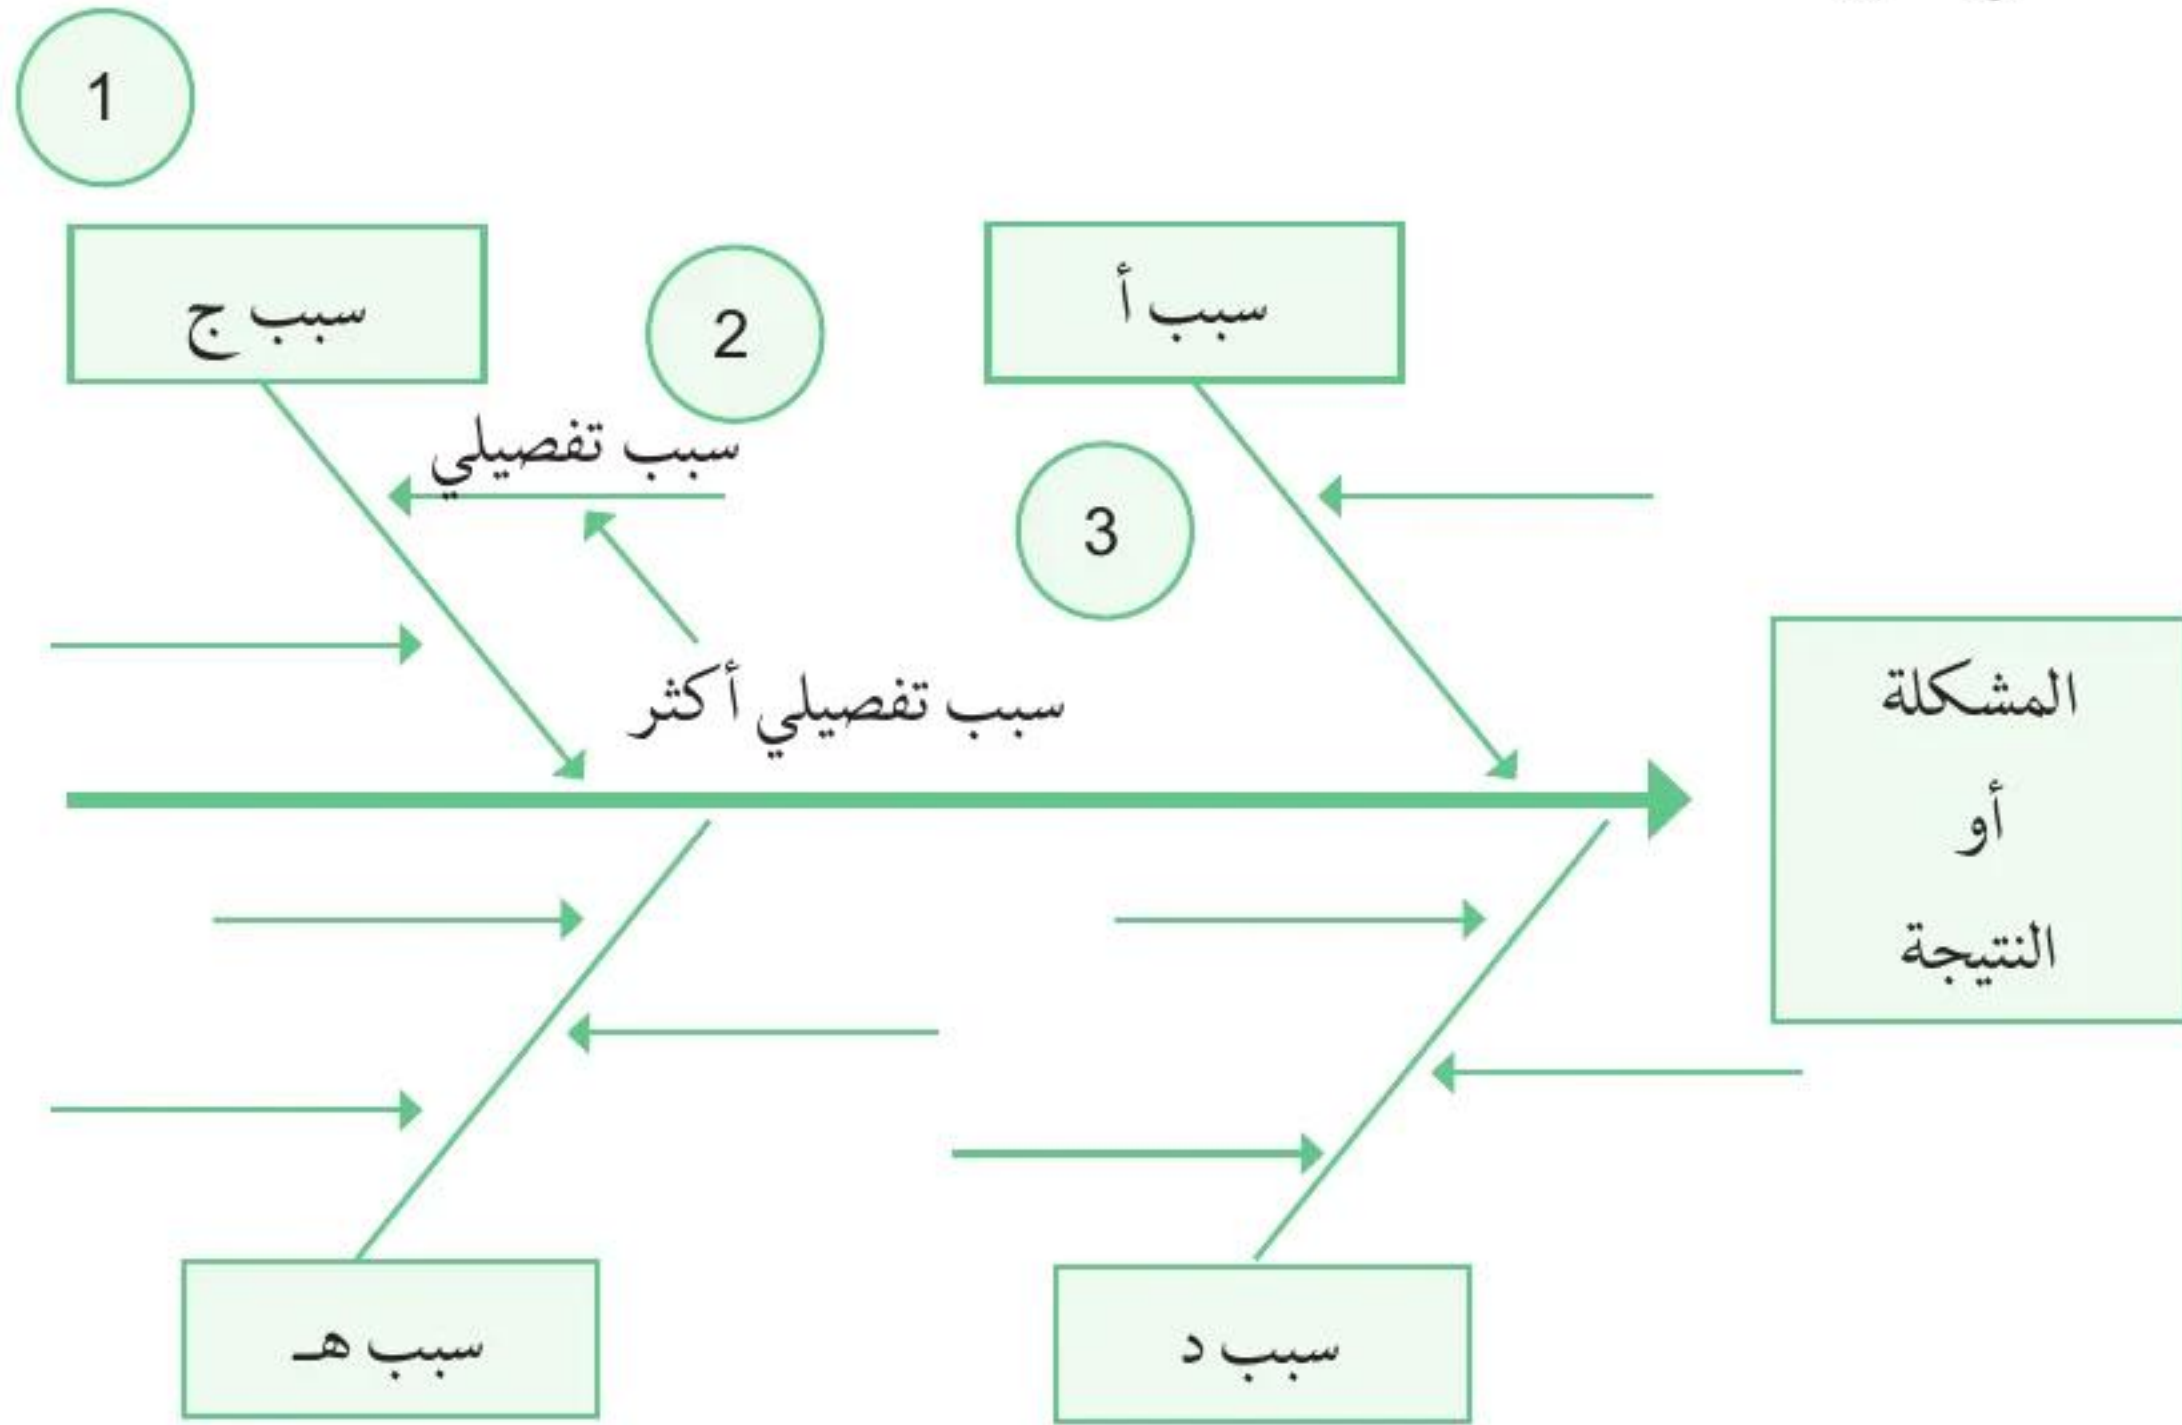 1
سبب ج
2
سبب أ
سبب تفصيلي
3
سبب تفصيلي أكثر
المشكلة
أو
النتيجة
سبب هـ
سبب د